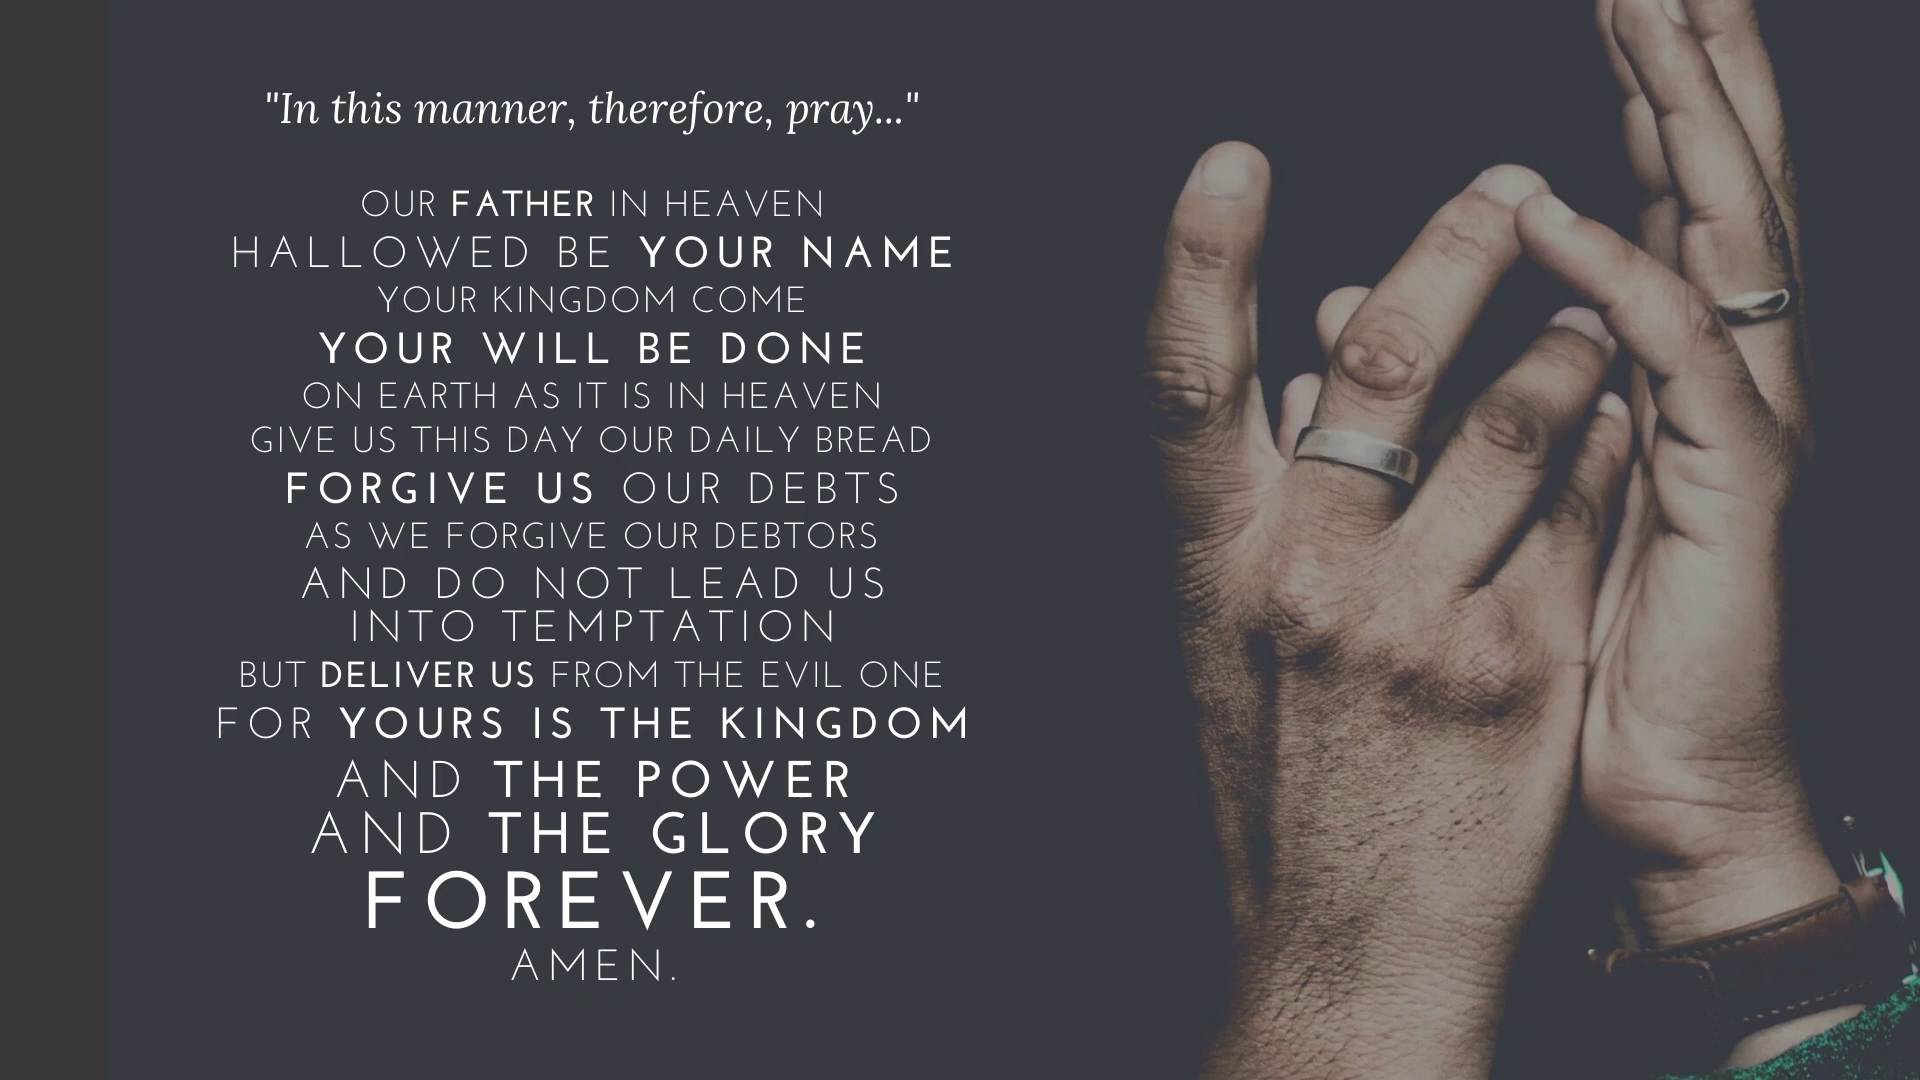 "In this manner, therefore, pray..."
OUR FATHER IN HEAVEN
HALLOWED BE YOUR NAME
YOUR KINGDOM COME
YOUR WILL BE DONE
ON EARTH AS IT IS IN HEAVEN
GIVE US THIS DAY OUR DAILY BREAD
FORGIVE US OUR DEBTS
AS WE FORGIVE OUR DEBTORS
AND DO NOT LEAD US
INTO TEMPTATION
BUT DELIVER US FROM THE EVIL ONE
FOR YOURS IS THE KINGDOM
AND THE POWER
AND THE GLORY
FOREVER.
AMEN.